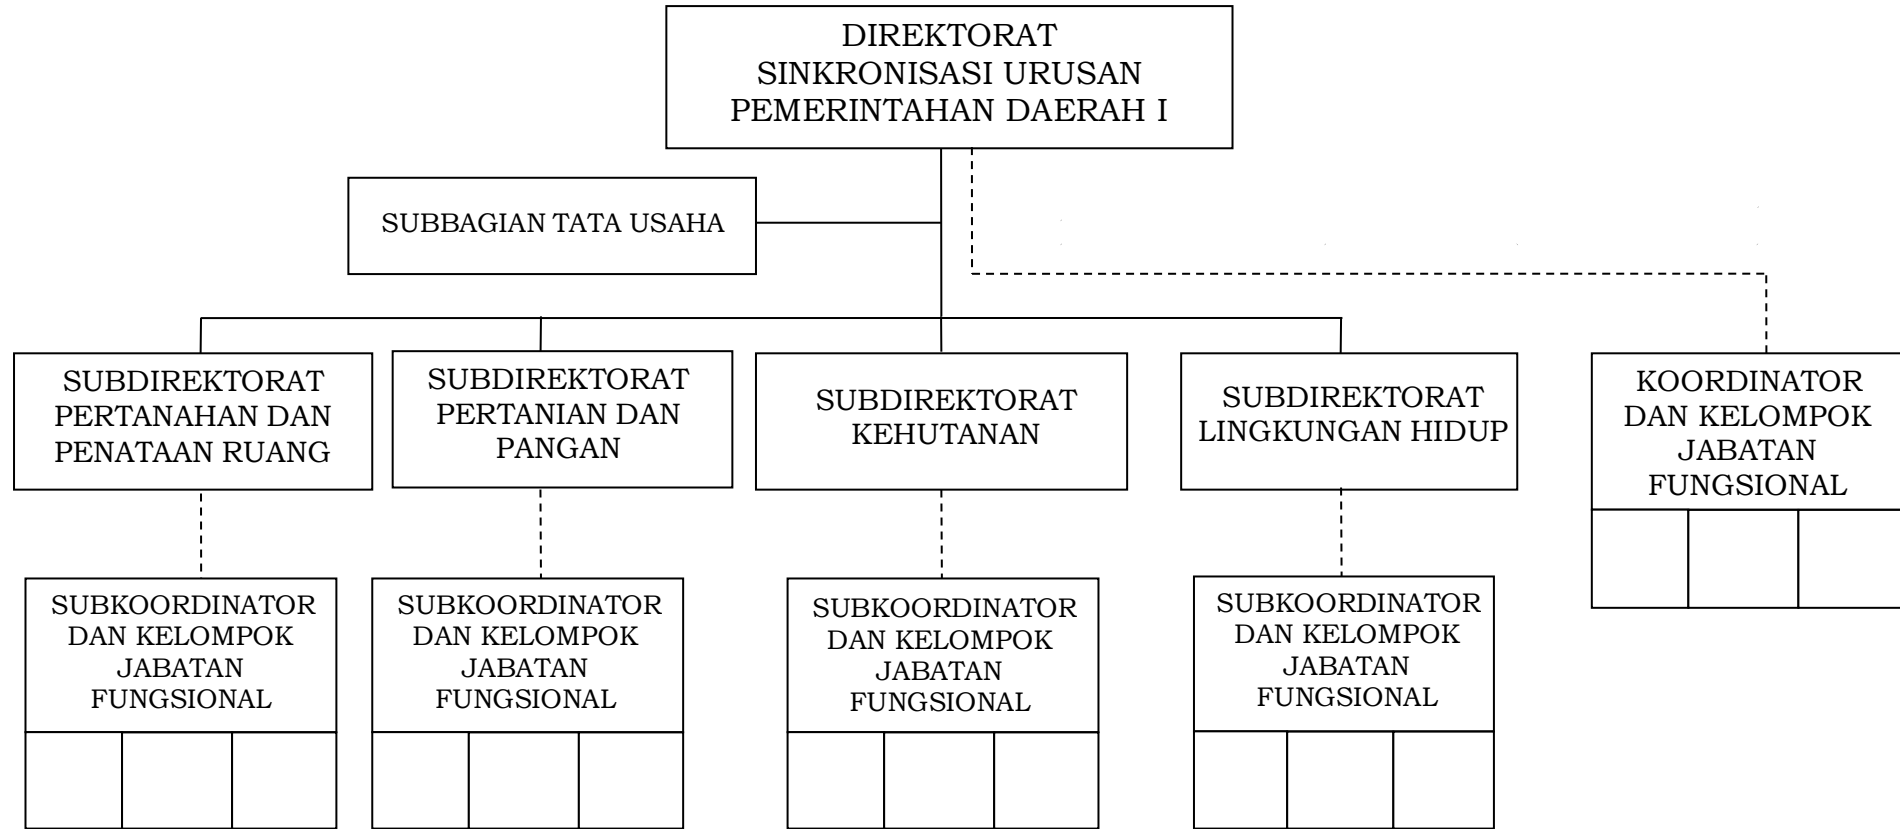 DIREKTORAT
SINKRONISASI URUSAN
PEMERINTAHAN DAERAH I
SUBBAGIAN TATA USAHA
SUBDIREKTORAT
PERTANAHAN DAN
PENATAAN RUANG
SUBDIREKTORAT
PERTANIAN DAN
PANGAN
SUBDIREKTORAT
KEHUTANAN
SUBDIREKTORAT
LINGKUNGAN HIDUP
KOORDINATOR
DAN KELOMPOK
JABATAN
FUNGSIONAL
SUBKOORDINATOR
DAN KELOMPOK
JABATAN
FUNGSIONAL
SUBKOORDINATOR
DAN KELOMPOK
JABATAN
FUNGSIONAL
SUBKOORDINATOR
DAN KELOMPOK
JABATAN
FUNGSIONAL
SUBKOORDINATOR
DAN KELOMPOK
JABATAN
FUNGSIONAL